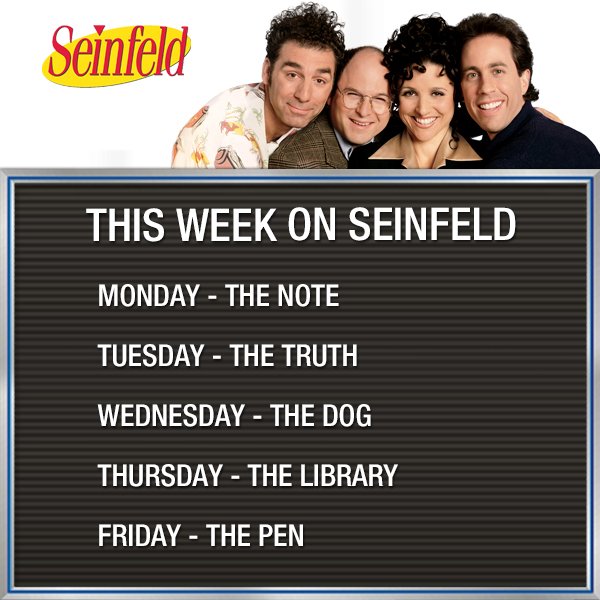 Seinfeld
THIS WEEK ON SEINFELD
MONDAY - THE NOTE
TUESDAY - THE TRUTH
WEDNESDAY - THE DOG
THURSDAY - THE LIBRARY
FRIDAY - THE PEN